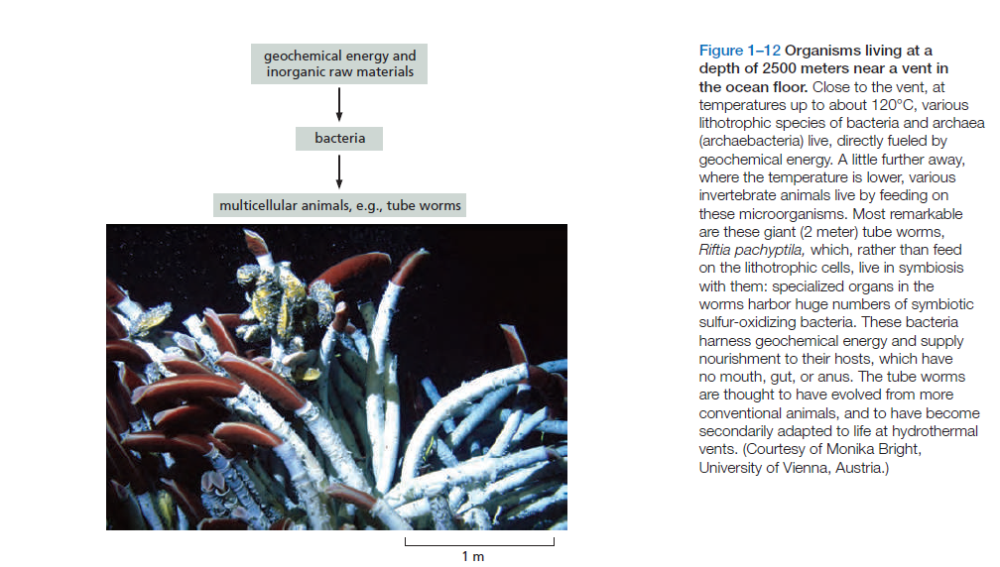 geochemical energy and
inorganic raw materials
bacteria
multicellular animals, e.g., tube worms
1 m
Figure 1–12 Organisms living at a
depth of 2500 meters near a vent in
the ocean floor. Close to the vent, at
temperatures up to about 120°C, various
lithotrophic species of bacteria and archaea
(archaebacteria) live, directly fueled by
geochemical energy. A little further away,
where the temperature is lower, various
invertebrate animals live by feeding on
these microorganisms. Most remarkable
are these giant (2 meter) tube worms,
Riftia pachyptila, which, rather than feed
on the lithotrophic cells, live in symbiosis
with them: specialized organs in the
worms harbor huge numbers of symbiotic
sulfur-oxidizing bacteria. These bacteria
harness geochemical energy and supply
nourishment to their hosts, which have
no mouth, gut, or anus. The tube worms
are thought to have evolved from more
conventional animals, and to have become
secondarily adapted to life at hydrothermal
vents. (Courtesy of Monika Bright,
University of Vienna, Austria.)